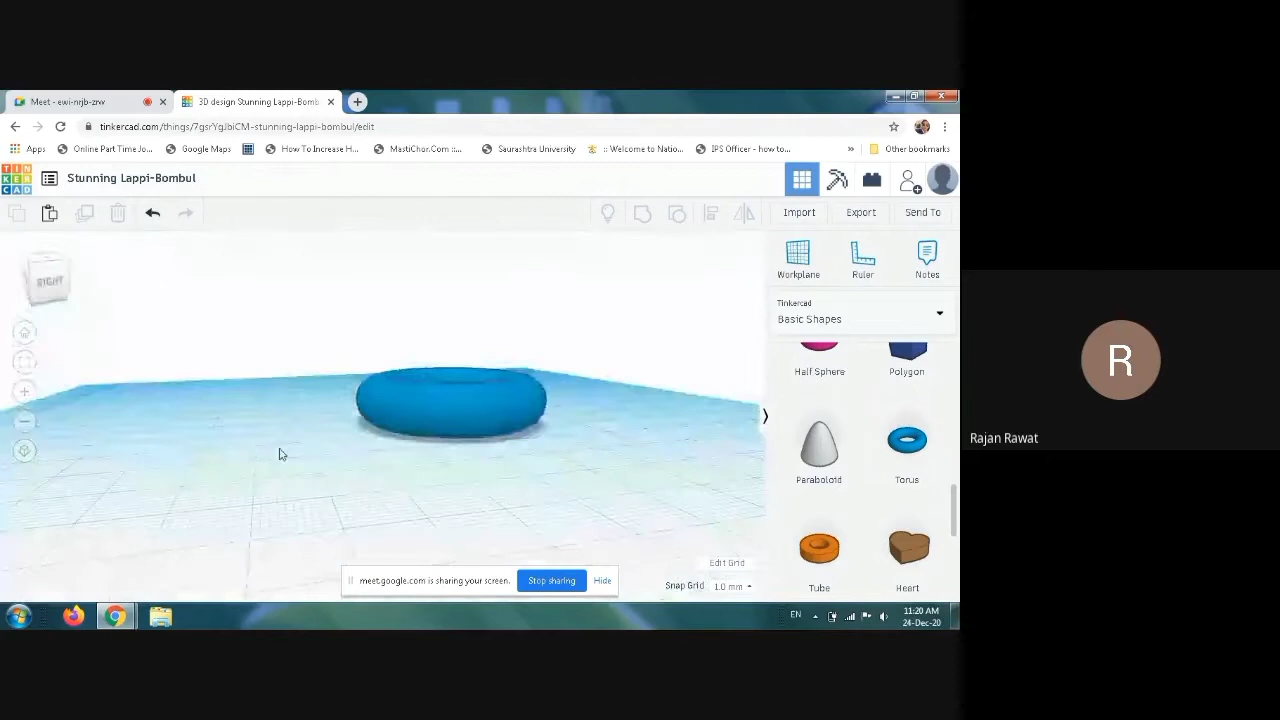 Meet - ewi-nrjb-zrw
3D design Stunning Lappi-Bomb
tinkercad.com/things/7gsrYqJbiCM-stunning-lappi-bombul/edit
Apps
Online Part Time Jo...
Google Maps
How To Increase H...
MastiChor.Com ::...
Saurashtra University
:: Welcome to Natio...
IPS Officer - how to...
»
Other bookmarks
TIN
KER
CAD
Stunning Lappi-Bombul
Import
Export
Send To
RIGHT
Workplane
Ruler
Notes
Tinkercad
Basic Shapes
Half Sphere
Polygon
Paraboloid
Torus
Tube
Heart
Edit Grid
Snap Grid
1.0 mm
meet.google.com is sharing your screen.
Stop sharing
Hide
EN
11:20 AM
24-Dec-20
R
Rajan Rawat